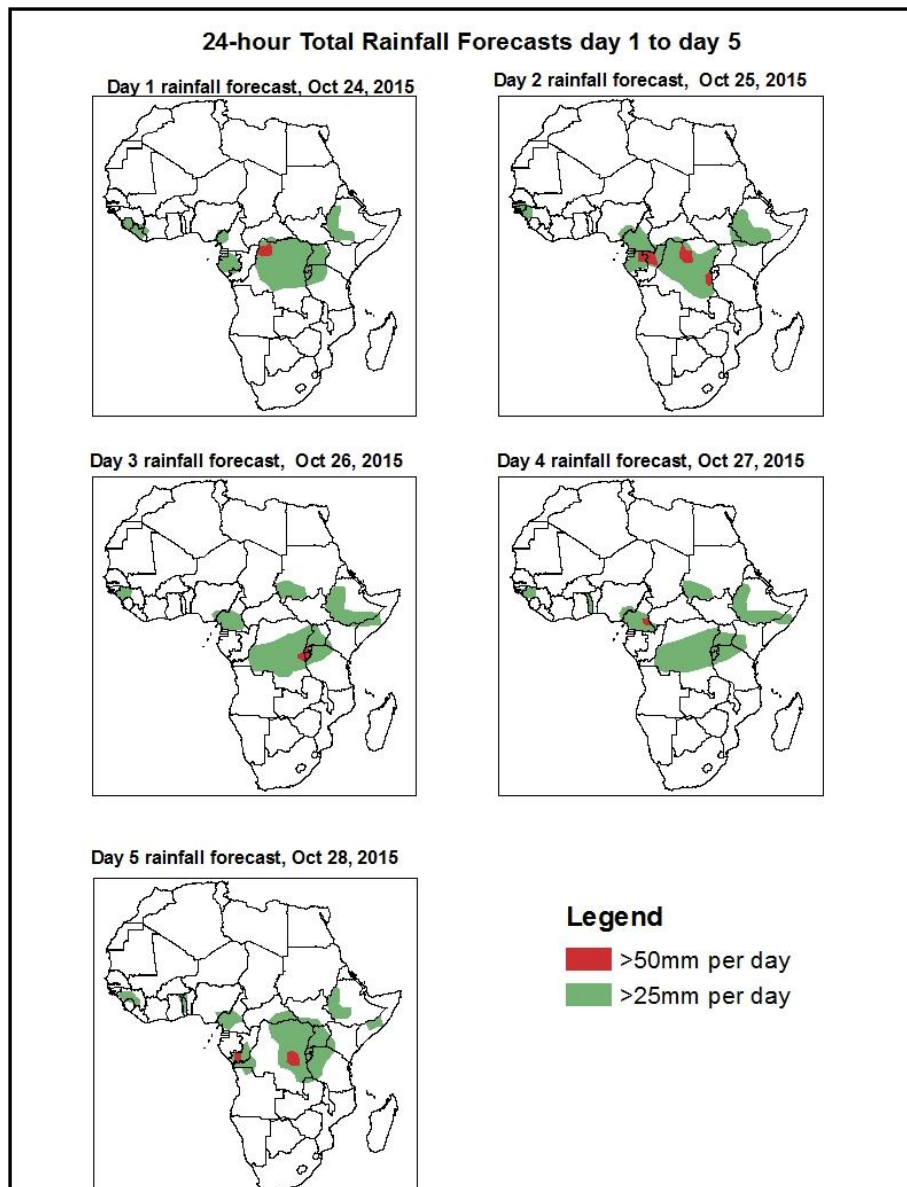 24-hour Total Rainfall Forecasts day 1 to day 5
Day 1 rainfall forecast, Oct 24, 2015
Day 2 rainfall forecast, Oct 25, 2015
Day 3 rainfall forecast, Oct 26, 2015
Day 4 rainfall forecast, Oct 27, 2015
Day 5 rainfall forecast, Oct 28, 2015
Legend
>50mm per day
>25mm per day